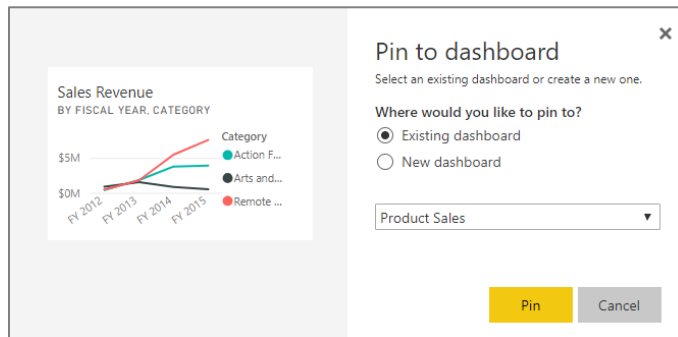 Sales Revenue
BY FISCAL YEAR, CATEGORY
$5M
$0M
FY 2012
FY 2013
FY 2014
FY 2015
Category
Action F...
Arts and...
Remote ...
Pin to dashboard
Select an existing dashboard or create a new one.
Where would you like to pin to?
Existing dashboard
New dashboard
Product Sales
Pin
Cancel